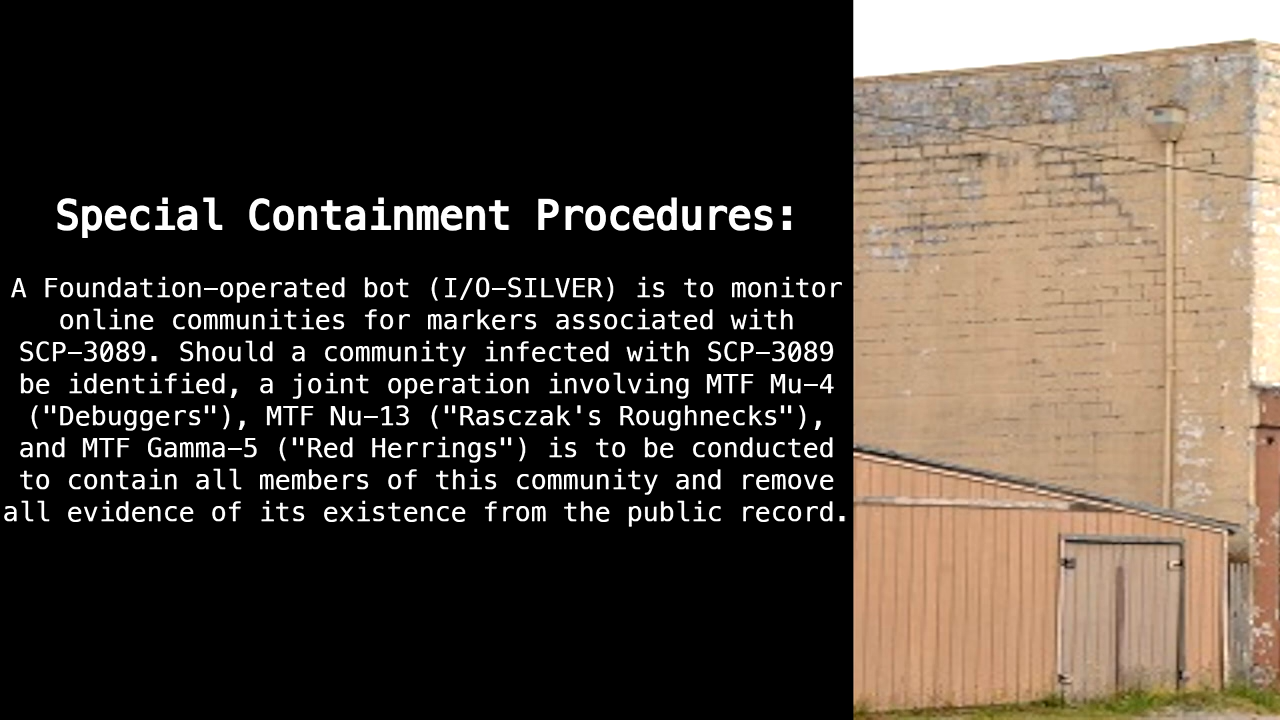 Special Containment Procedures:
A Foundation-operated bot (I/O-SILVER) is to monitor
online communities for markers associated with
SCP-3089. Should a community infected with SCP-3089
be identified, a joint operation involving MTF Mu-4
("Debuggers"), MTF Nu-13 ("Rasczak's Roughnecks"),
and MTF Gamma-5 ("Red Herrings") is to be conducted
to contain all members of this community and remove
all evidence of its existence from the public record.